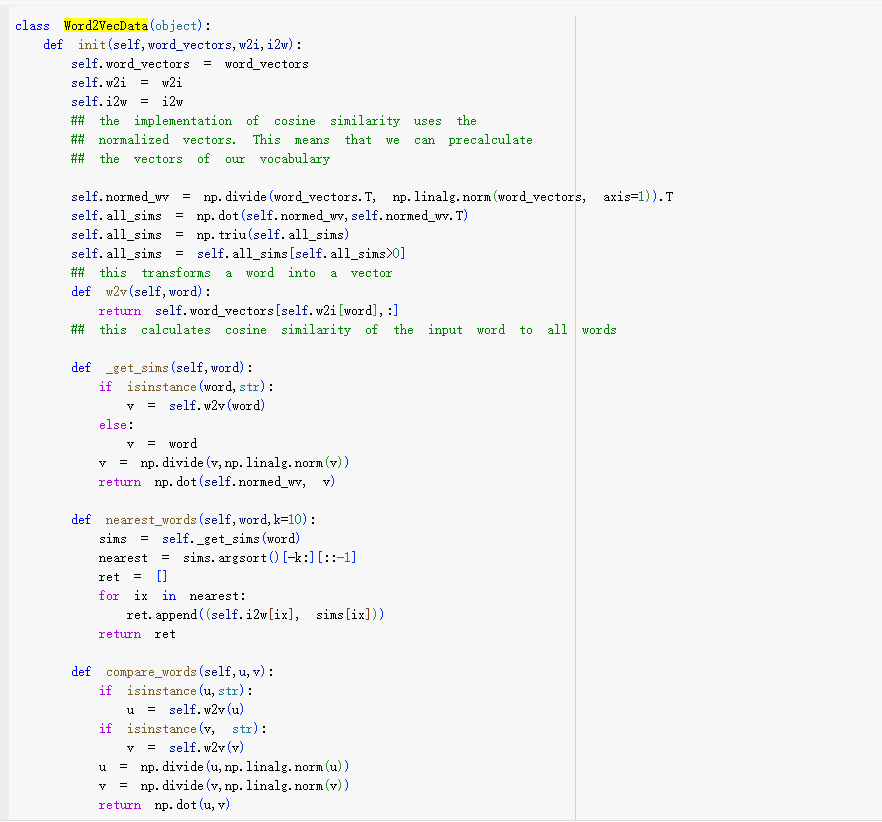 class Word2VecData(object):
    def init(self,word_vectors,w2i,i2w):
        self.word_vectors = word_vectors
        self.w2i = w2i
        self.i2w = i2w
        ## the implementation of cosine similarity uses the
        ## normalized vectors. This means that we can precalculate
        ## the vectors of our vocabulary
        self.normed_wv = np.divide(word_vectors.T, np.linalg.norm(word_vectors, axis=1)).T
        self.all_sims = np.dot(self.normed_wv,self.normed_wv.T)
        self.all_sims = np.triu(self.all_sims)
        self.all_sims = self.all_sims[self.all_sims>0]
        ## this transforms a word into a vector
        def w2v(self,word):
            return self.word_vectors[self.w2i[word],:]
        ## this calculates cosine similarity of the input word to all words
        def _get_sims(self,word):
            if isinstance(word,str):
                v = self.w2v(word)
            else:
                v = word
            v = np.divide(v,np.linalg.norm(v))
            return np.dot(self.normed_wv, v)
        def nearest_words(self,word,k=10):
            sims = self._get_sims(word)
            nearest = sims.argsort()[-k:][::-1]
            ret = []
            for ix in nearest:
                ret.append((self.i2w[ix], sims[ix]))
            return ret
        def compare_words(self,u,v):
            if isinstance(u,str):
                u = self.w2v(u)
            if isinstance(v, str):
                v = self.w2v(v)
            u = np.divide(u,np.linalg.norm(u))
            v = np.divide(v,np.linalg.norm(v))
            return np.dot(u,v)